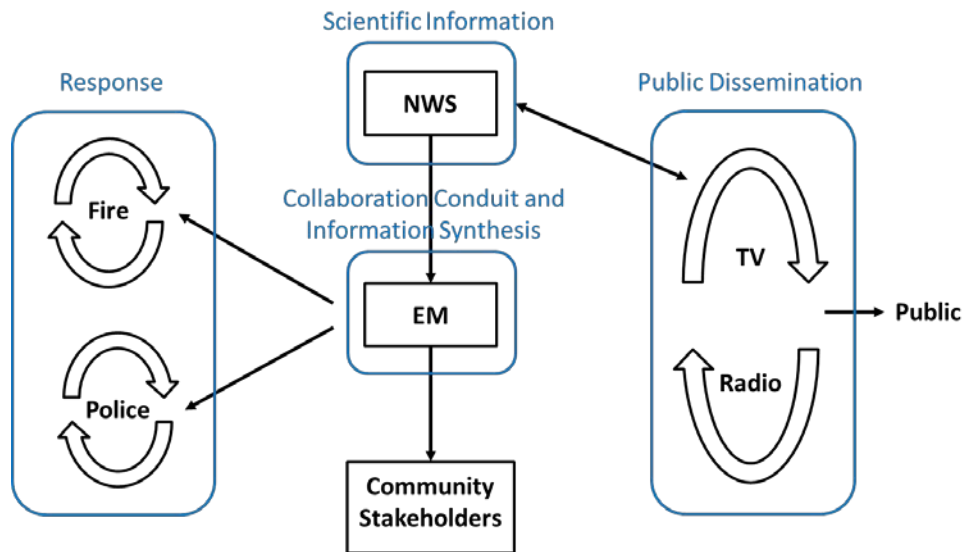 Scientific Information
Response
Public Dissemination
NWS
Fire
Collaboration Conduit and
Information Synthesis
TV
EM
Public
Police
Radio
Community
Stakeholders